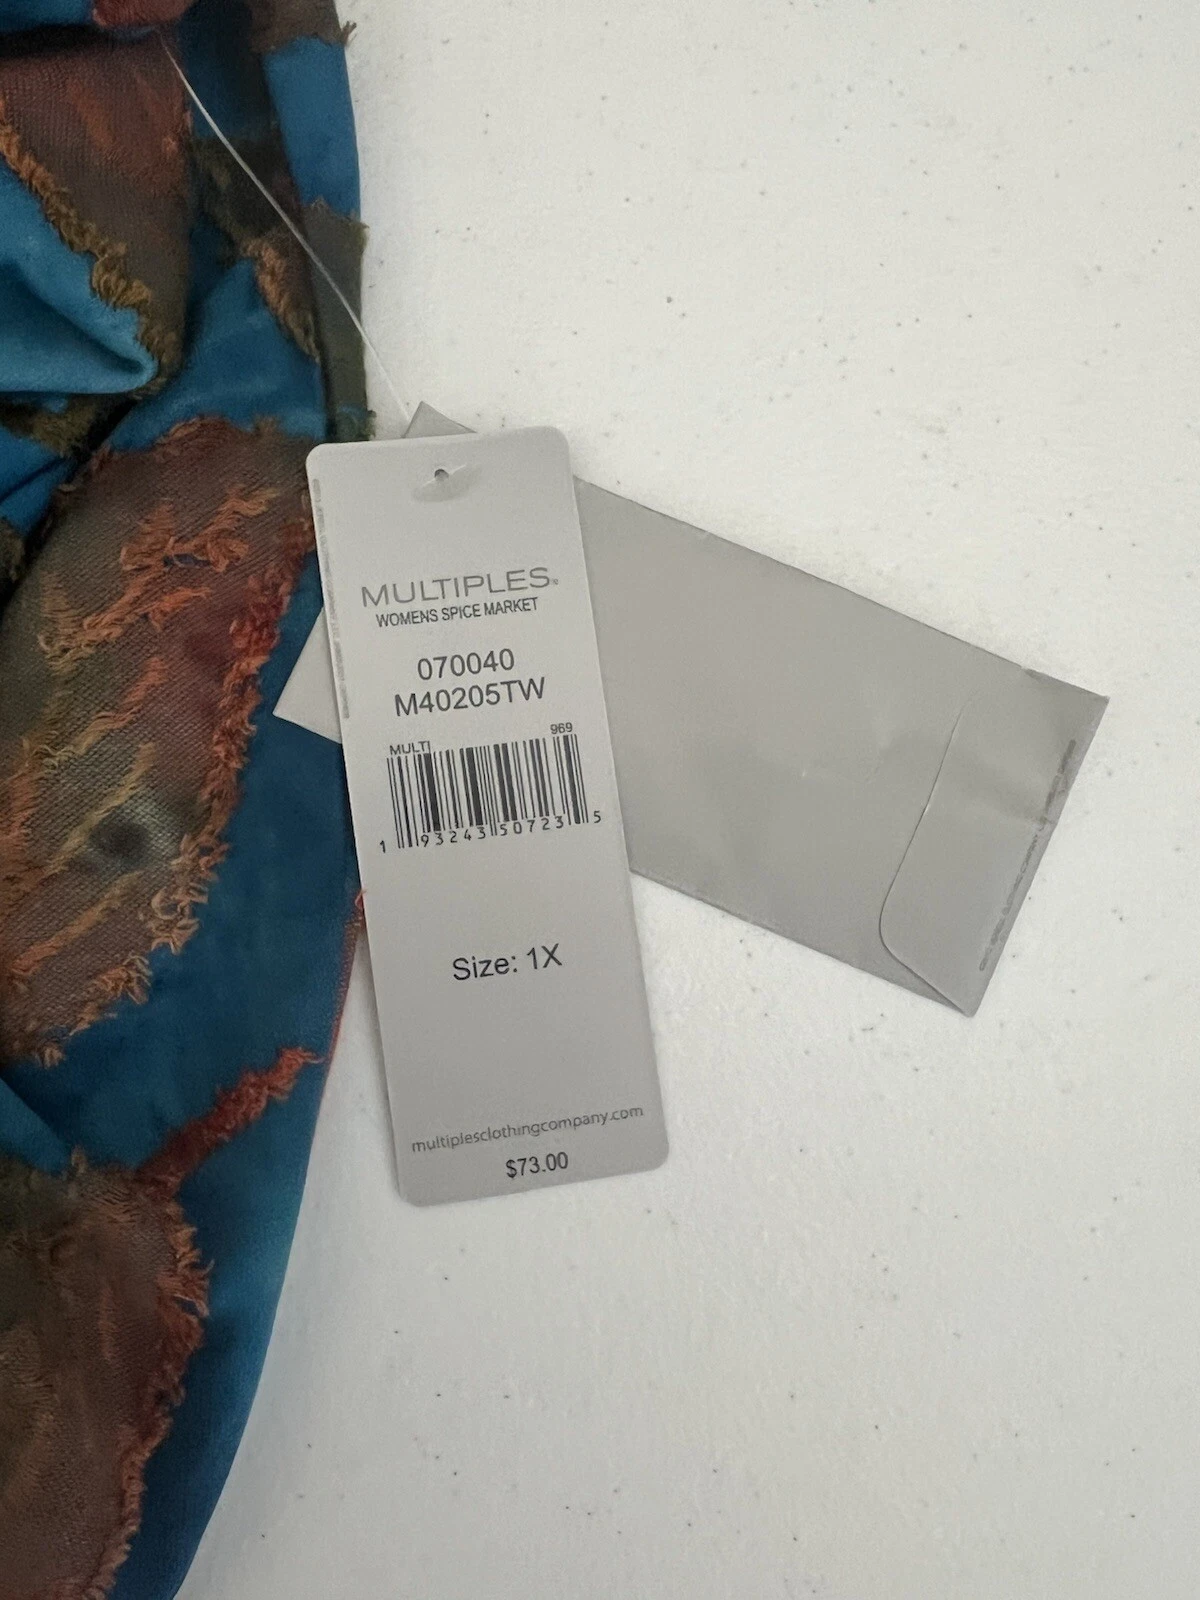 MULTIPLES
WOMENS SPICE MARKET
070040
M40205TW
MULTI 969
1 93243 50723 5
Size: 1X
multiplesclothingcompany.com
$73.00